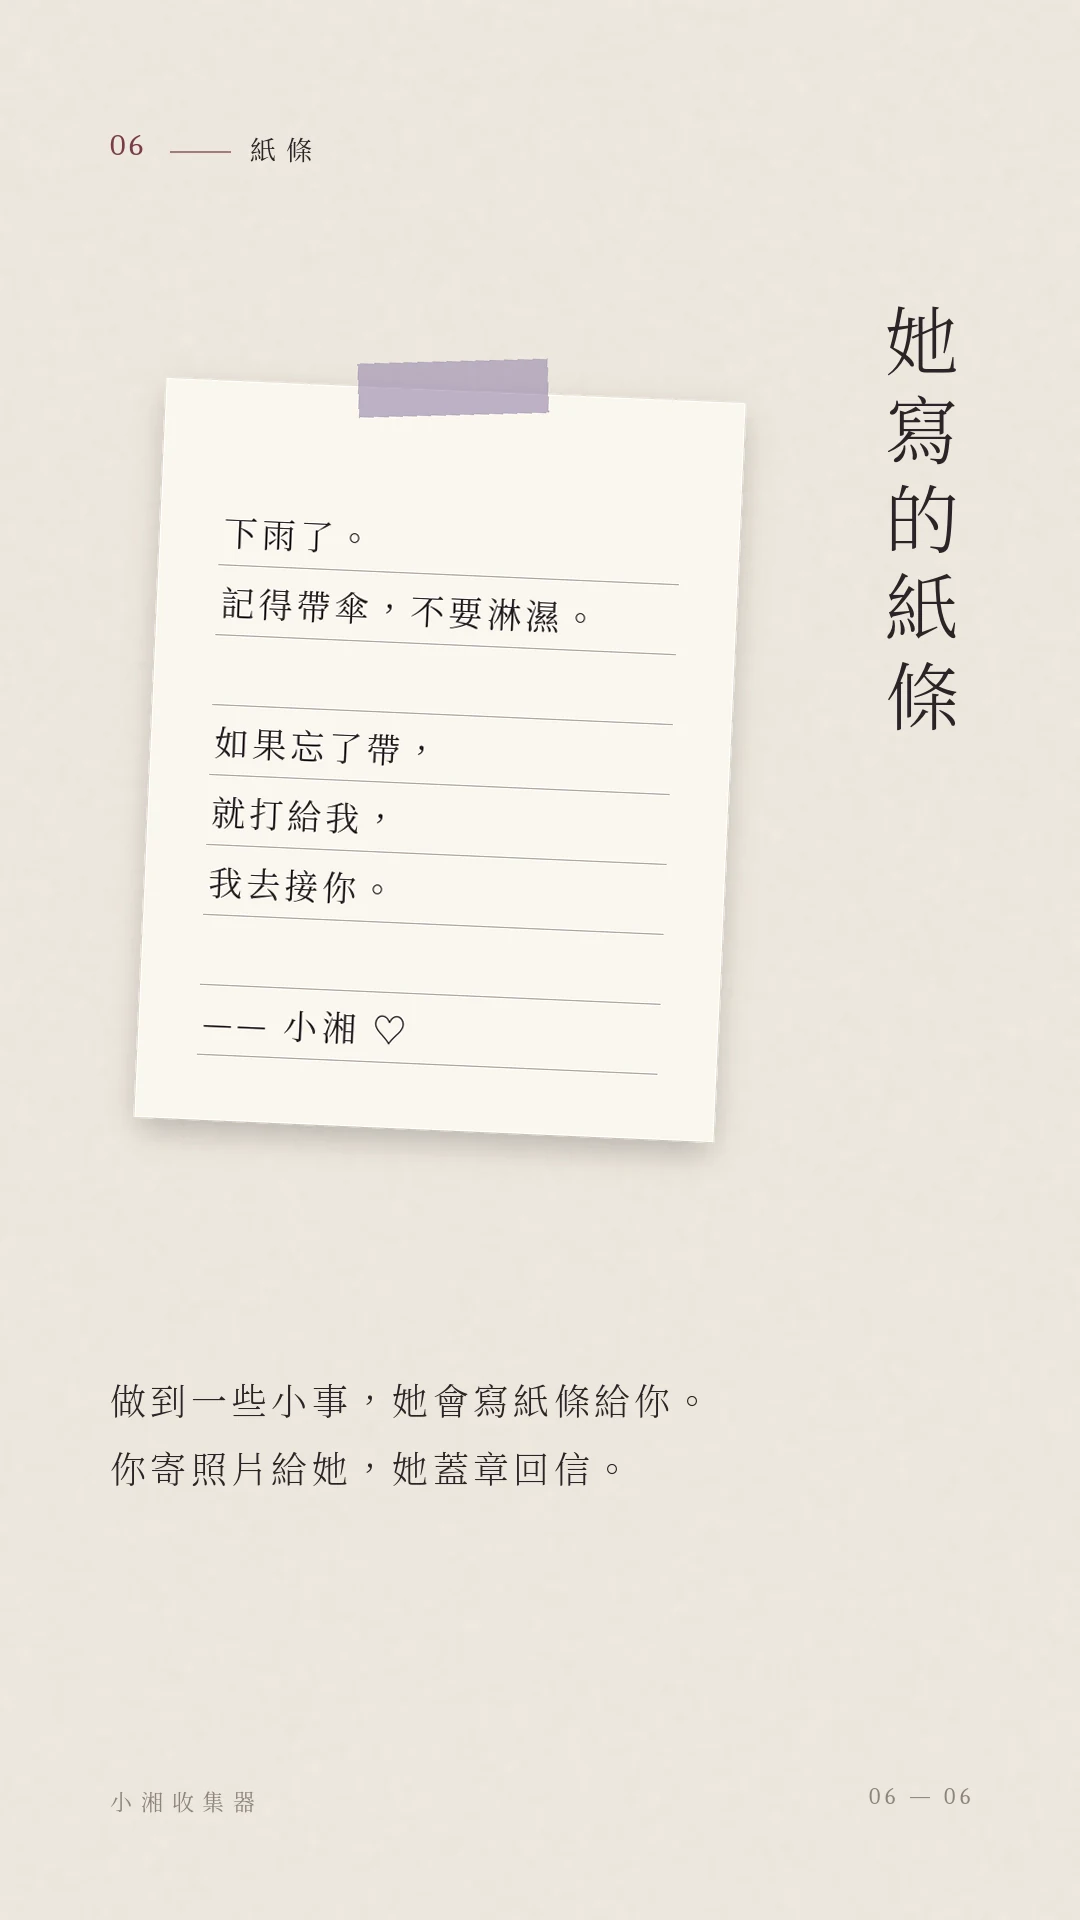 06 —— 紙條
她寫的紙條
下雨了。
記得帶傘，不要淋濕。
如果忘了帶，
就打給我，
我去接你。
—— 小湘 ♡
做到一些小事，她會寫紙條給你。
你寄照片給她，她蓋章回信。
小湘收集器
06 — 06